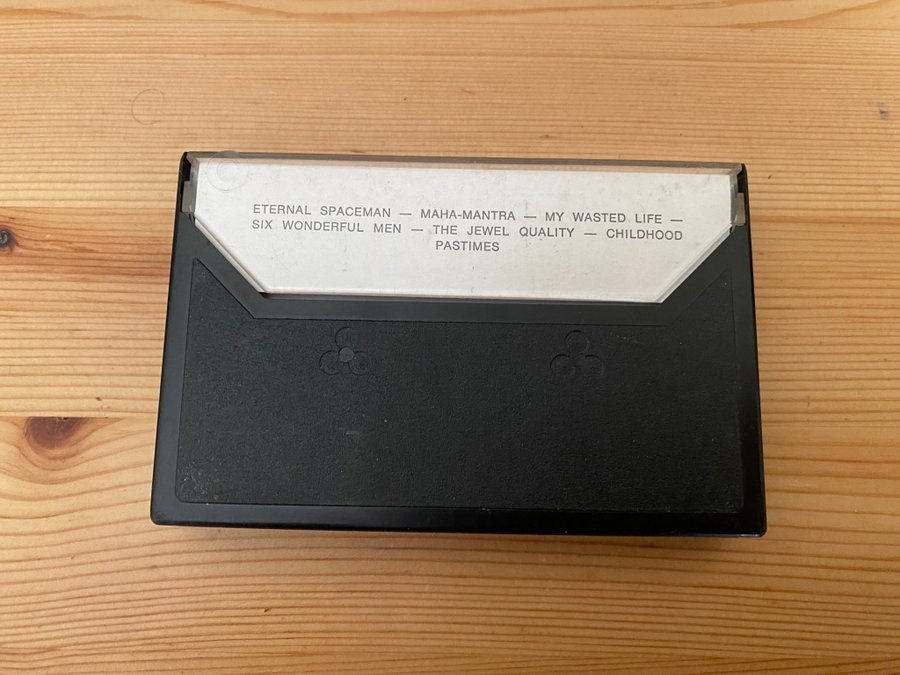 ETERNAL SPACEMAN — MAHA-MANTRA — MY WASTED LIFE —
SIX WONDERFUL MEN — THE JEWEL QUALITY — CHILDHOOD
PASTIMES